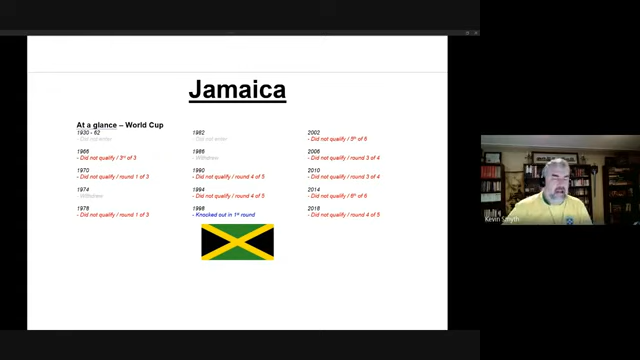 Jamaica
At a glance – World Cup
1930 - 62
- Did not enter
1966
- Did not qualify / 3rd of 3
1970
- Did not qualify / round 1 of 3
1974
- Withdrew
1978
- Did not qualify / round 1 of 3
1982
- Did not enter
1986
- Withdrew
1990
- Did not qualify / round 4 of 5
1994
- Did not qualify / round 4 of 5
1998
- Knocked out in 1st round
2002
- Did not qualify / 5th of 6
2006
- Did not qualify / round 3 of 4
2010
- Did not qualify / round 3 of 4
2014
- Did not qualify / 6th of 6
2018
- Did not qualify / round 4 of 5
Kevin Smyth